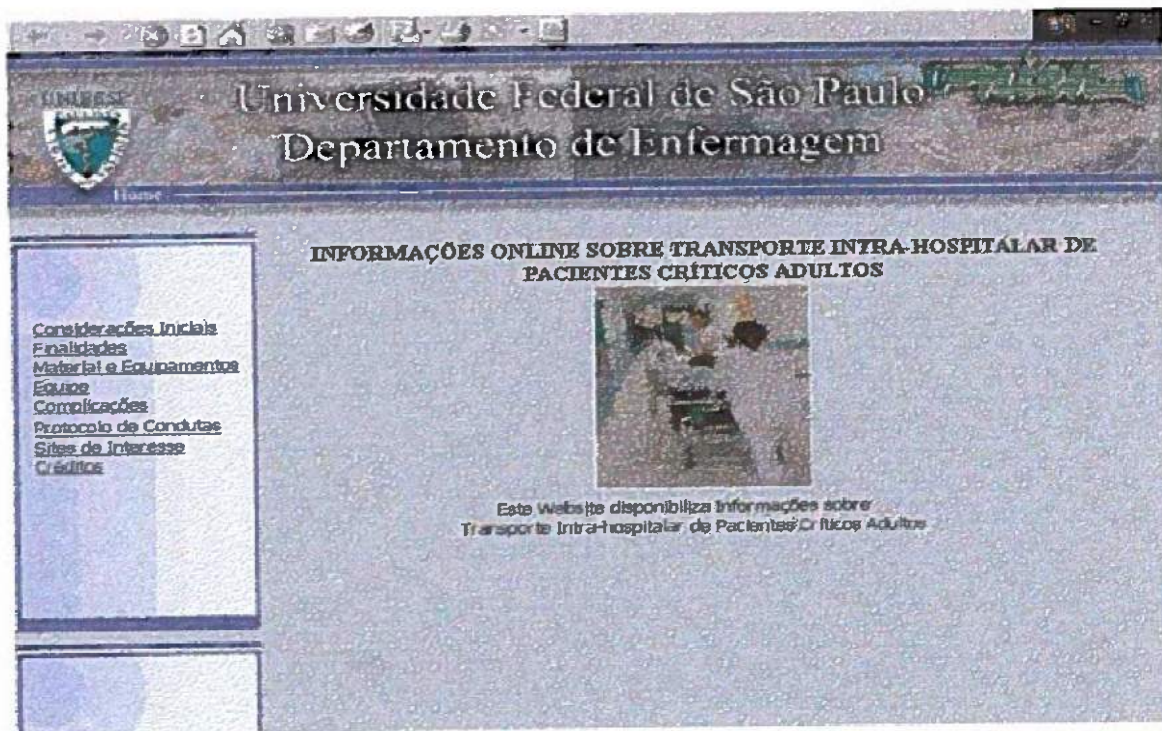 UNIFESP
Universidade Federal de São Paulo
Departamento de Enfermagem
Home
INFORMAÇÕES ONLINE SOBRE TRANSPORTE INTRA-HOSPITALAR DE
PACIENTES CRÍTICOS ADULTOS
Considerações Iniciais
Finalidades
Material e Equipamentos
Equipe
Complicações
Protocolo de Condutas
Sites de Interesse
Créditos
Este Website disponibiliza Informações sobre
Transporte Intra-hospitalar de Pacientes Críticos Adultos